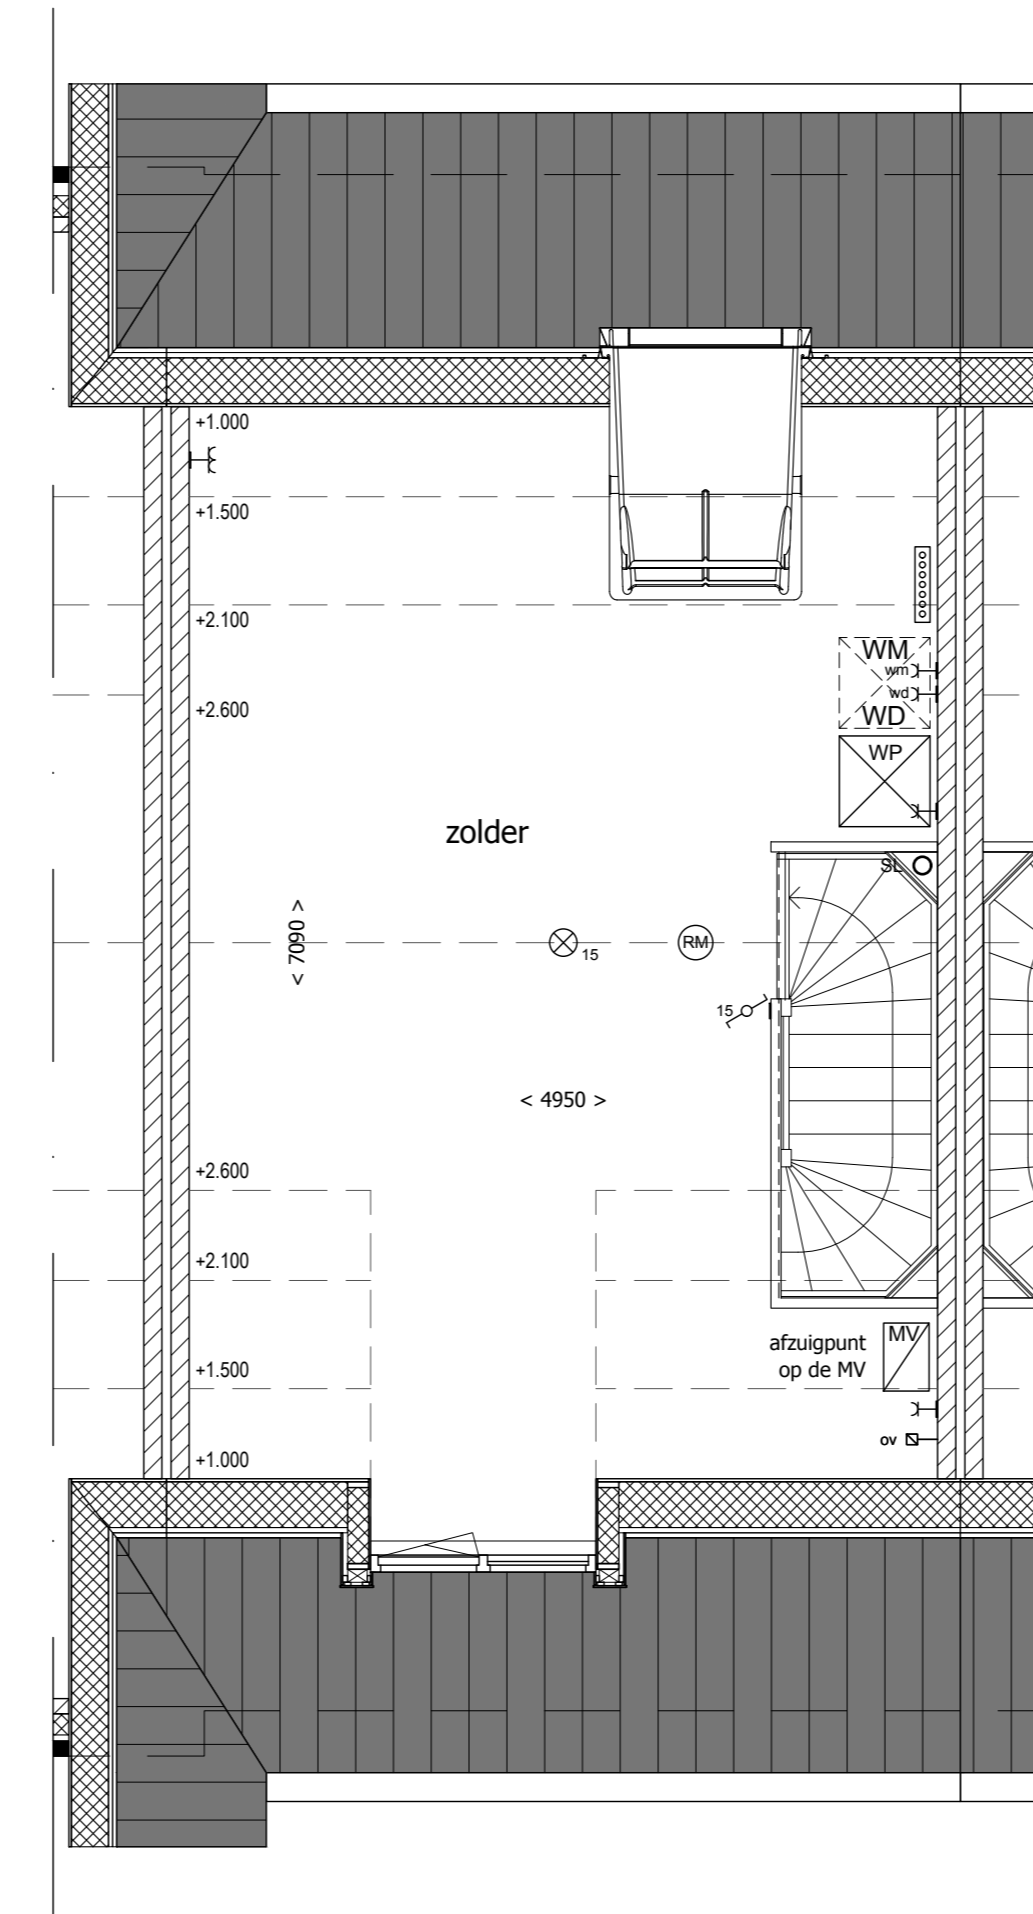 +1.000
+1.500
+2.100
+2.600
WM
wm
wd
WD
WP
zolder
SL
< 7090 >
15
RM
15
< 4950 >
+2.600
+2.100
+1.500
+1.000
MV
afzuigpunt
op de MV
ov